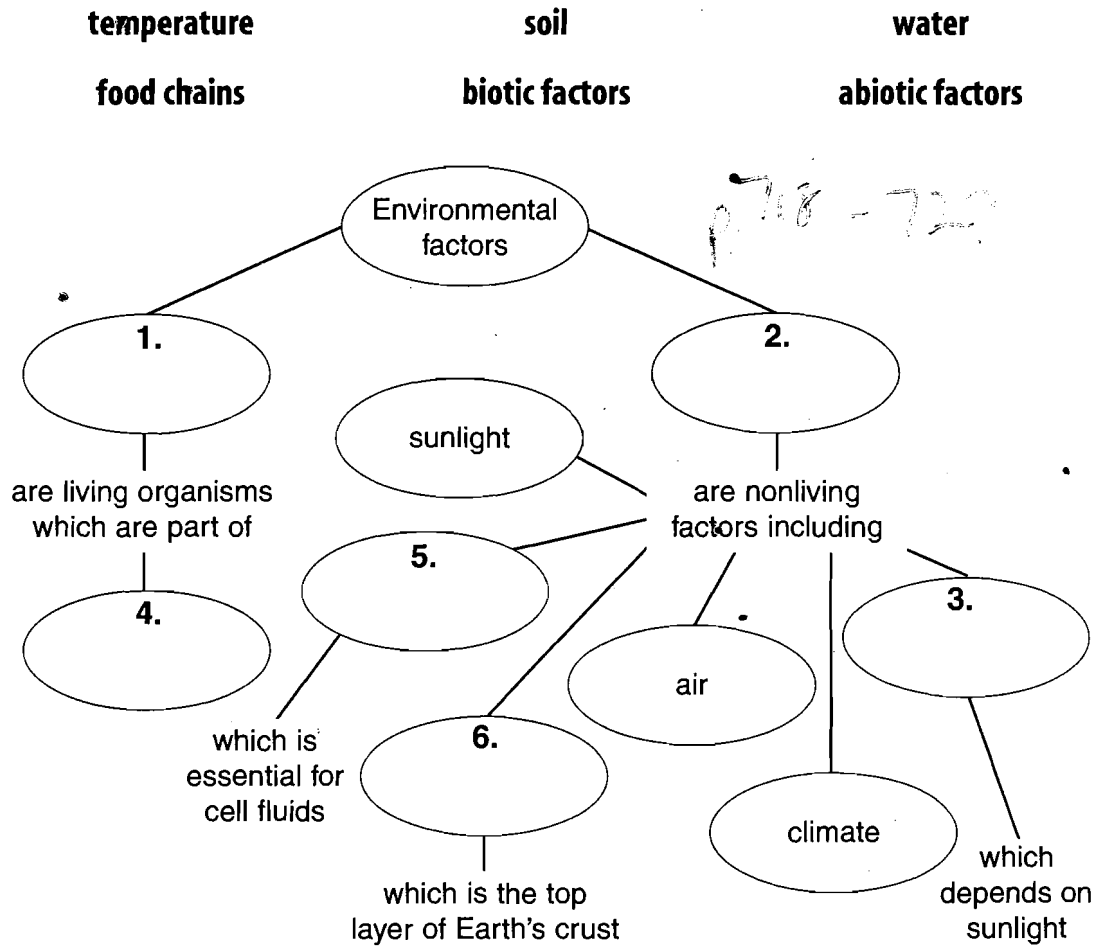 temperature soil water
food chains biotic factors abiotic factors
Environmental
factors
p. 718 - 722
1.
2.
sunlight
are living organisms
which are part of
are nonliving
factors including
5.
3.
4.
air
which is
essential for
cell fluids
6.
climate
which is the top
layer of Earth's crust
which
depends on
sunlight